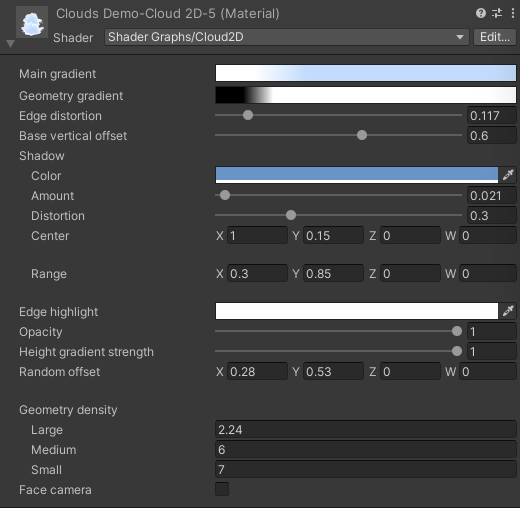 Clouds Demo-Cloud 2D-5 (Material)
Shader Shader Graphs/Cloud2D Edit...
Main gradient
Geometry gradient
Edge distortion 0.117
Base vertical offset 0.6
Shadow
Color
Amount 0.021
Distortion 0.3
Center X 1 Y 0.15 Z 0 W 0
Range X 0.3 Y 0.85 Z 0 W 0
Edge highlight
Opacity 1
Height gradient strength 1
Random offset X 0.28 Y 0.53 Z 0 W 0
Geometry density
Large 2.24
Medium 6
Small 7
Face camera